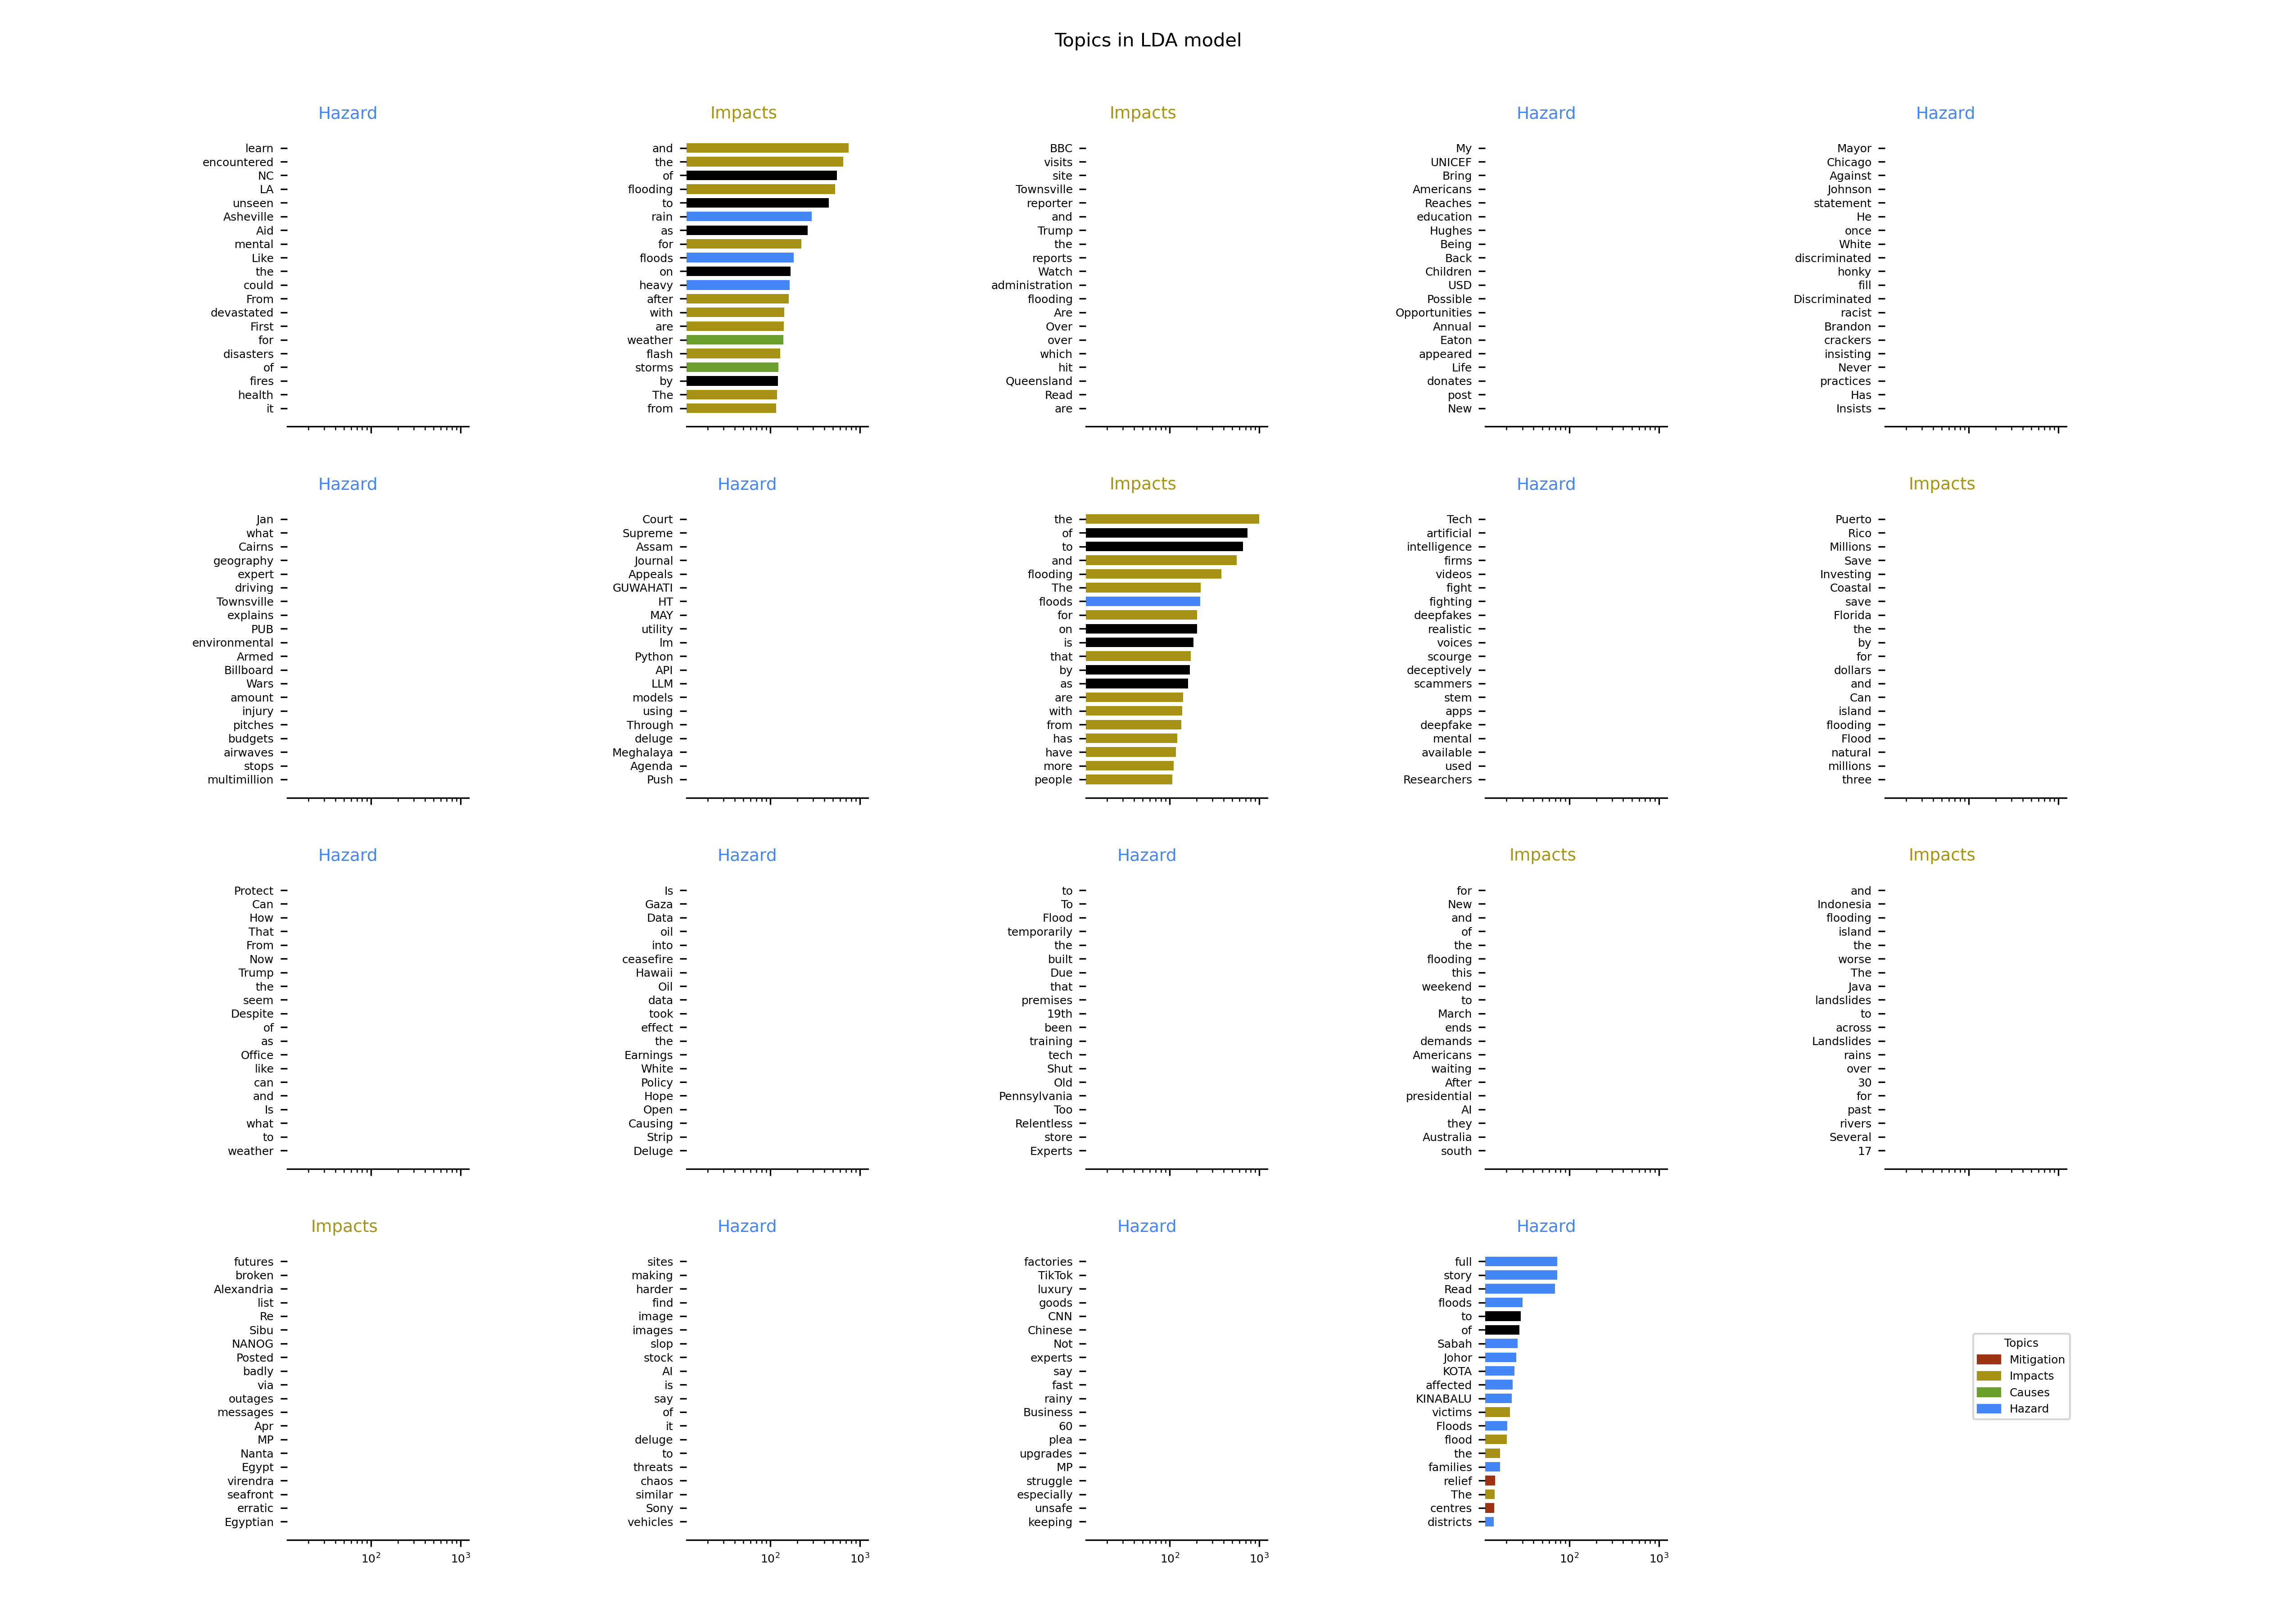 Topics in LDA model
Hazard
learn
encountered
NC
LA
unseen
Asheville
Aid
mental
Like
the
could
From
devastated
First
for
disasters
of
fires
health
it
Impacts
and
the
of
flooding
to
rain
as
for
floods
on
heavy
after
with
are
weather
flash
storms
by
The
from
Impacts
BBC
visits
site
Townsville
reporter
and
Trump
the
reports
Watch
administration
flooding
Are
Over
over
which
hit
Queensland
Read
are
Hazard
My
UNICEF
Bring
Americans
Reaches
education
Hughes
Being
Back
Children
USD
Possible
Opportunities
Annual
Eaton
appeared
Life
donates
post
New
Hazard
Mayor
Chicago
Against
Johnson
statement
He
once
White
discriminated
honky
fill
Discriminated
racist
Brandon
crackers
insisting
Never
practices
Has
Insists
Hazard
Jan
what
Cairns
geography
expert
driving
Townsville
explains
PUB
environmental
Armed
Billboard
Wars
amount
injury
pitches
budgets
airwaves
stops
multimillion
Hazard
Court
Supreme
Assam
Journal
Appeals
GUWAHATI
HT
MAY
utility
Im
Python
API
LLM
models
using
Through
deluge
Meghalaya
Agenda
Push
Impacts
the
of
to
and
flooding
The
floods
for
on
is
that
by
as
are
with
from
has
have
more
people
Hazard
Tech
artificial
intelligence
firms
videos
fight
fighting
deepfakes
realistic
voices
scourge
deceptively
scammers
stem
apps
deepfake
mental
available
used
Researchers
Impacts
Puerto
Rico
Millions
Save
Investing
Coastal
save
Florida
the
by
for
dollars
and
Can
island
flooding
Flood
natural
millions
three
Hazard
Protect
Can
How
That
From
Now
Trump
the
seem
Despite
of
as
Office
like
can
and
Is
what
to
weather
Hazard
Is
Gaza
Data
oil
into
ceasefire
Hawaii
Oil
data
took
effect
the
Earnings
White
Policy
Hope
Open
Causing
Strip
Deluge
Hazard
to
To
Flood
temporarily
the
built
Due
that
premises
19th
been
training
tech
Shut
Old
Pennsylvania
Too
Relentless
store
Experts
Impacts
for
New
and
of
the
flooding
this
weekend
to
March
ends
demands
Americans
waiting
After
presidential
AI
they
Australia
south
Impacts
and
Indonesia
flooding
island
the
worse
The
Java
landslides
to
across
Landslides
rains
over
30
for
past
rivers
Several
17
Impacts
futures
broken
Alexandria
list
Re
Sibu
NANOG
Posted
badly
via
outages
messages
Apr
MP
Nanta
Egypt
virendra
seafront
erratic
Egyptian
10² 10³
Hazard
sites
making
harder
find
image
images
slop
stock
AI
is
say
of
it
deluge
to
threats
chaos
similar
Sony
vehicles
10² 10³
Hazard
factories
TikTok
luxury
goods
CNN
Chinese
Not
experts
say
fast
rainy
Business
60
plea
upgrades
MP
struggle
especially
unsafe
keeping
10² 10³
Hazard
full
story
Read
floods
to
of
Sabah
Johor
KOTA
affected
KINABALU
victims
Floods
flood
the
families
relief
The
centres
districts
10² 10³
Topics
Mitigation
Impacts
Causes
Hazard